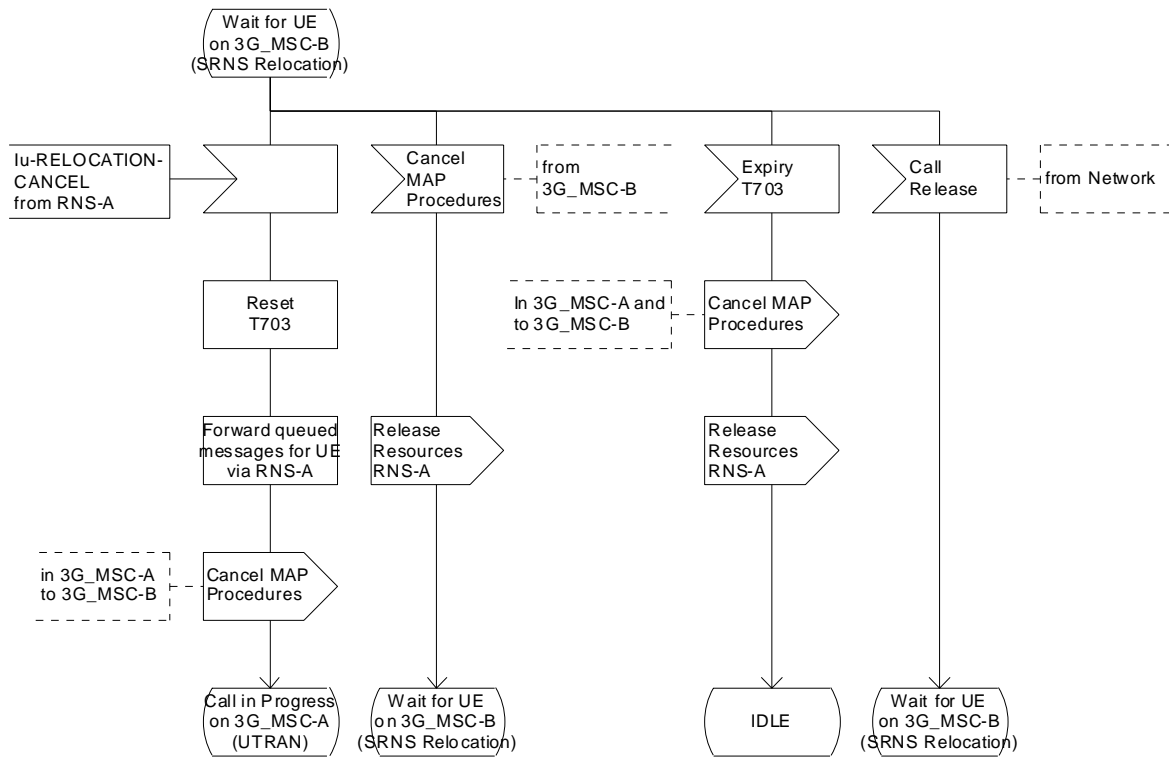 Wait for UE
on 3G_MSC-B
(SRNS Relocation)
Iu-RELOCATION-
CANCEL
from RNS-A
Cancel
MAP
Procedures
from
3G_MSC-B
Expiry
T703
Call
Release
from Network
Reset
T703
In 3G_MSC-A and
to 3G_MSC-B
Cancel MAP
Procedures
Forward queued
messages for UE
via RNS-A
Release
Resources
RNS-A
Release
Resources
RNS-A
in 3G_MSC-A
to 3G_MSC-B
Cancel MAP
Procedures
Call in Progress
on 3G_MSC-A
(UTRAN)
Wait for UE
on 3G_MSC-B
(SRNS Relocation)
IDLE
Wait for UE
on 3G_MSC-B
(SRNS Relocation)